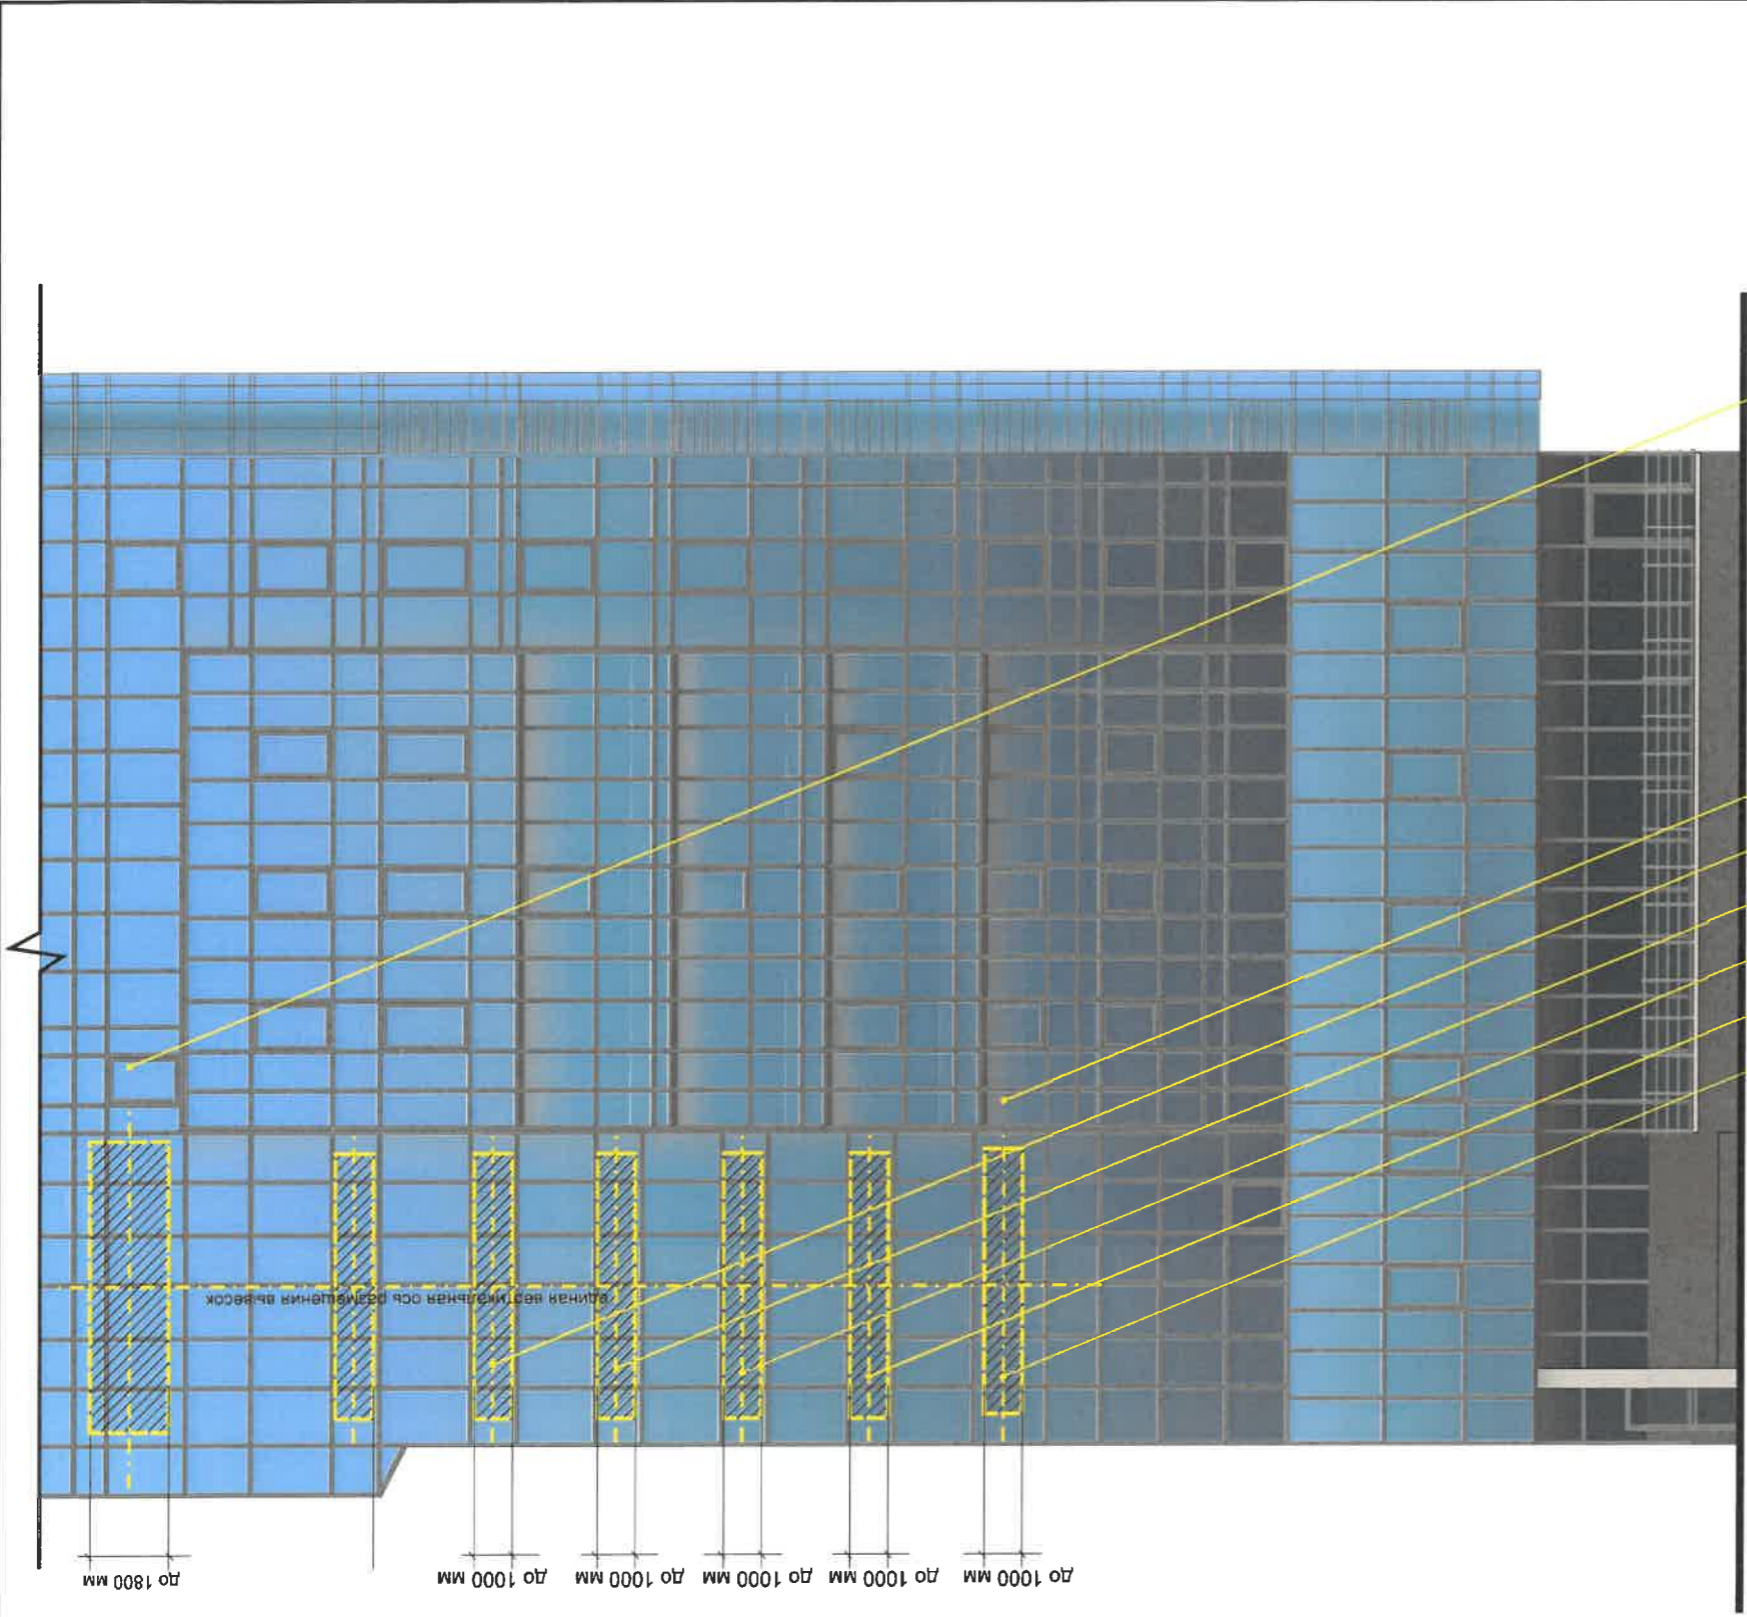 единая вертикальная ось размещения вывесок
до 1000 мм
до 1000 мм
до 1000 мм
до 1000 мм
до 1000 мм
до 1800 мм